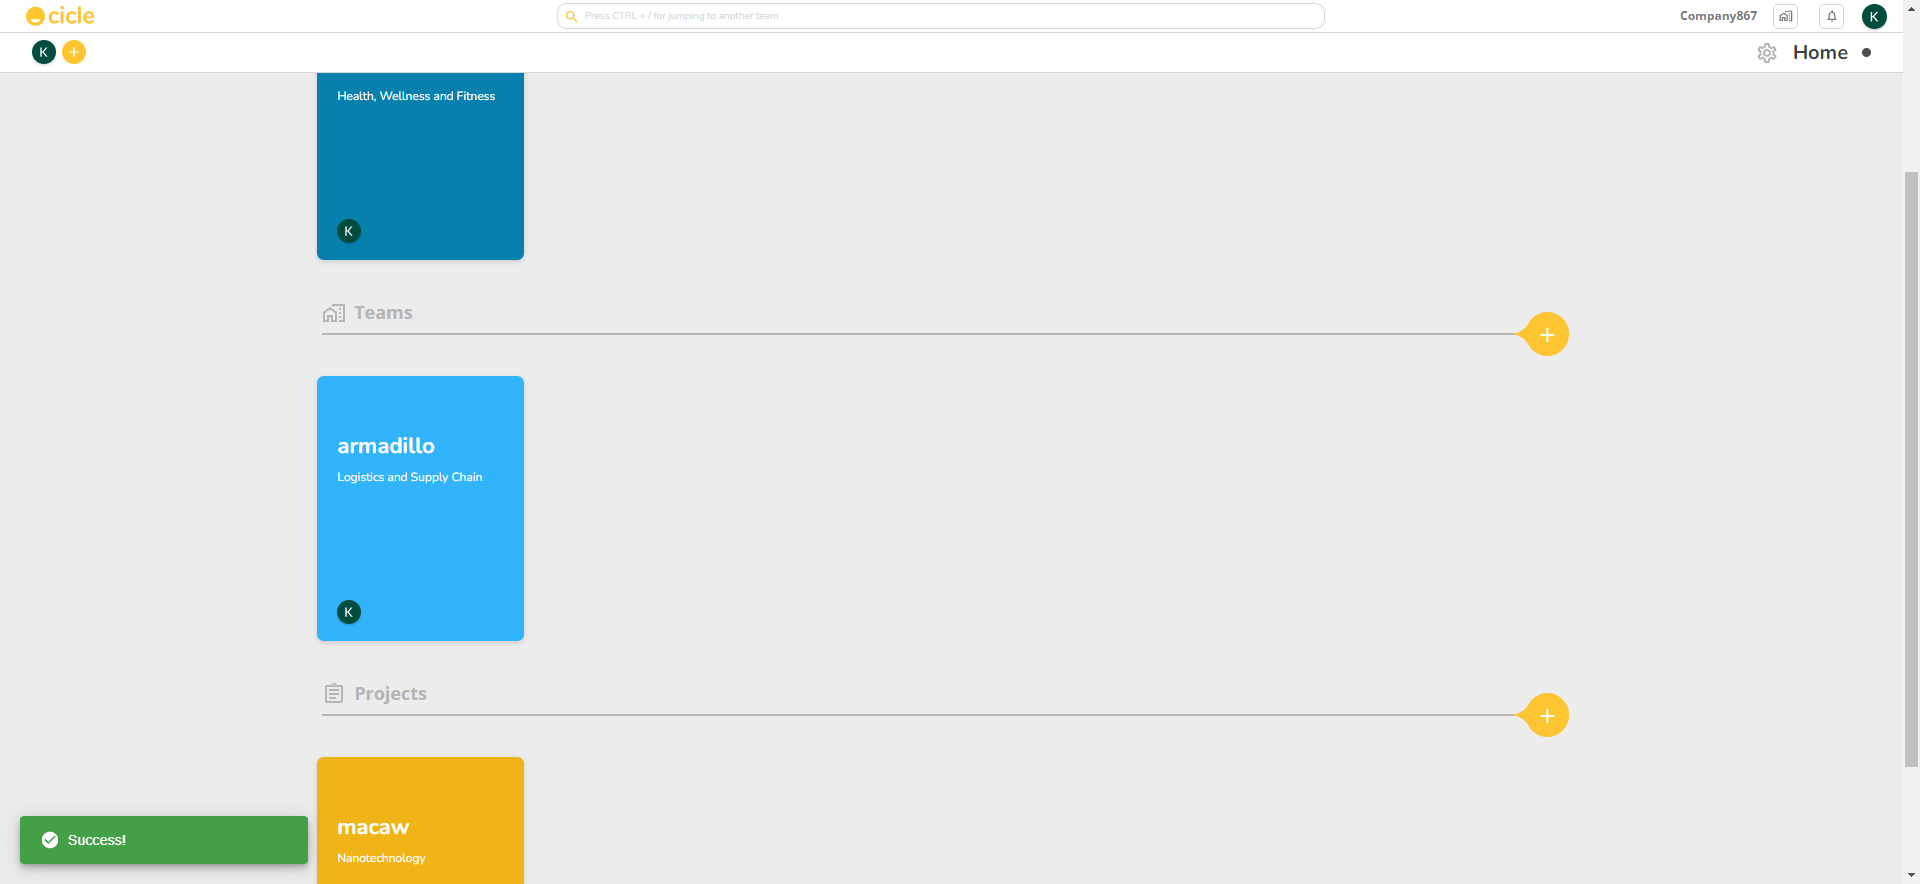 cicle
Press CTRL + / for jumping to another team
Company867
K
K
+
Home
Health, Wellness and Fitness
K
Teams
+
armadillo
Logistics and Supply Chain
K
Projects
+
macaw
Nanotechnology
Success!